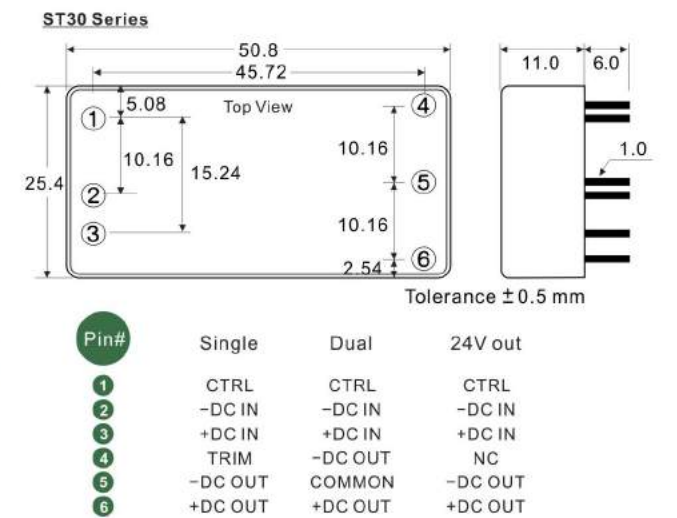 ST30 Series
50.8
45.72
11.0 6.0
5.08 Top View 4
1
10.16 10.16 1.0
15.24
25.4 5
2
3 10.16
2.54 6
Tolerance ±0.5 mm
Pin# Single Dual 24V out
1 CTRL CTRL CTRL
2 −DC IN −DC IN −DC IN
3 +DC IN +DC IN +DC IN
4 TRIM −DC OUT NC
5 −DC OUT COMMON −DC OUT
6 +DC OUT +DC OUT +DC OUT